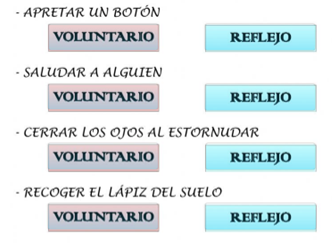 - APRETAR UN BOTÓN
VOLUNTARIO REFLEJO
- SALUDAR A ALGUIEN
VOLUNTARIO REFLEJO
- CERRAR LOS OJOS AL ESTORNUDAR
VOLUNTARIO REFLEJO
- RECOGER EL LÁPIZ DEL SUELO
VOLUNTARIO REFLEJO